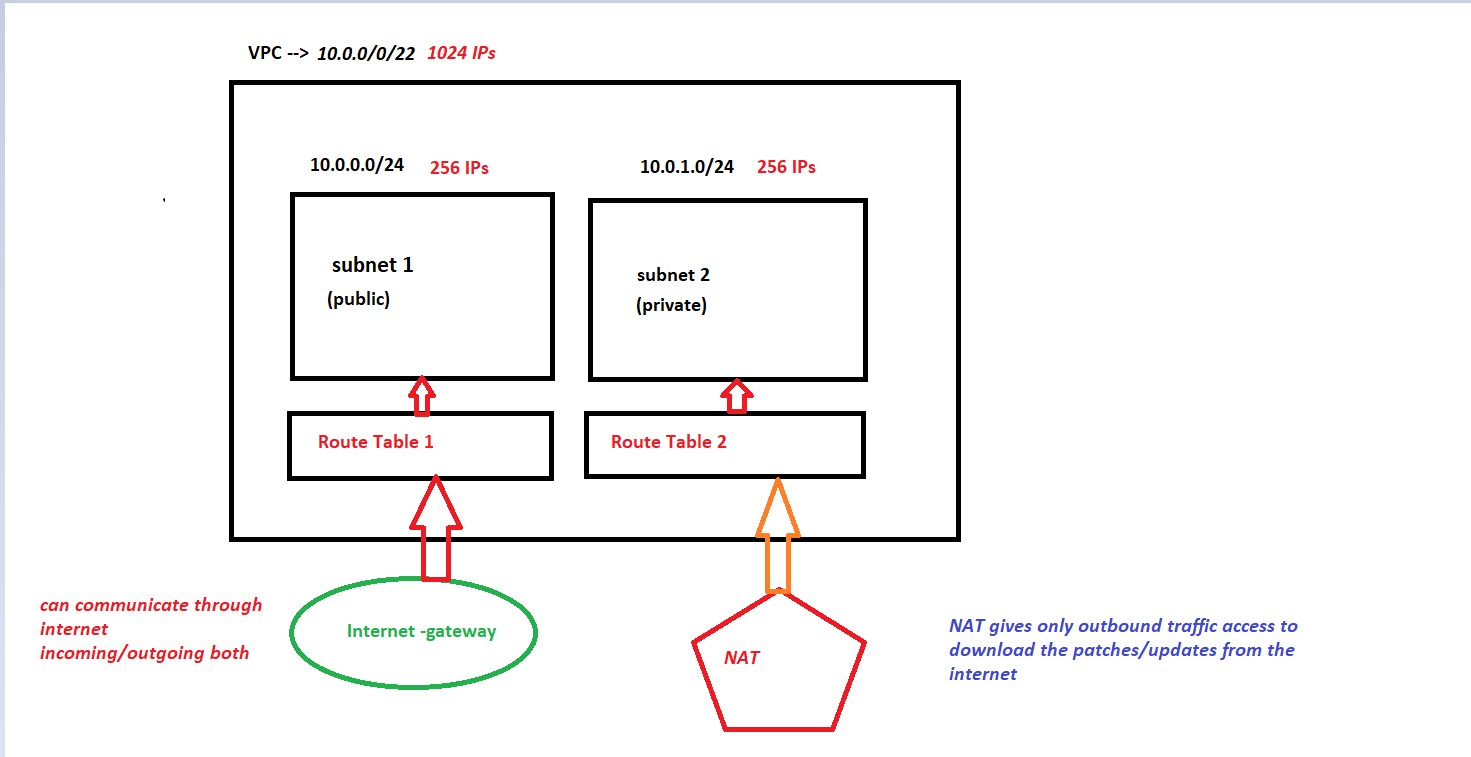 VPC --> 10.0.0/0/22 1024 IPs
10.0.0.0/24 256 IPs
10.0.1.0/24 256 IPs
subnet 1
(public)
subnet 2
(private)
Route Table 1
Route Table 2
can communicate through
internet
incoming/outgoing both
Internet -gateway
NAT
NAT gives only outbound traffic access to
download the patches/updates from the
internet